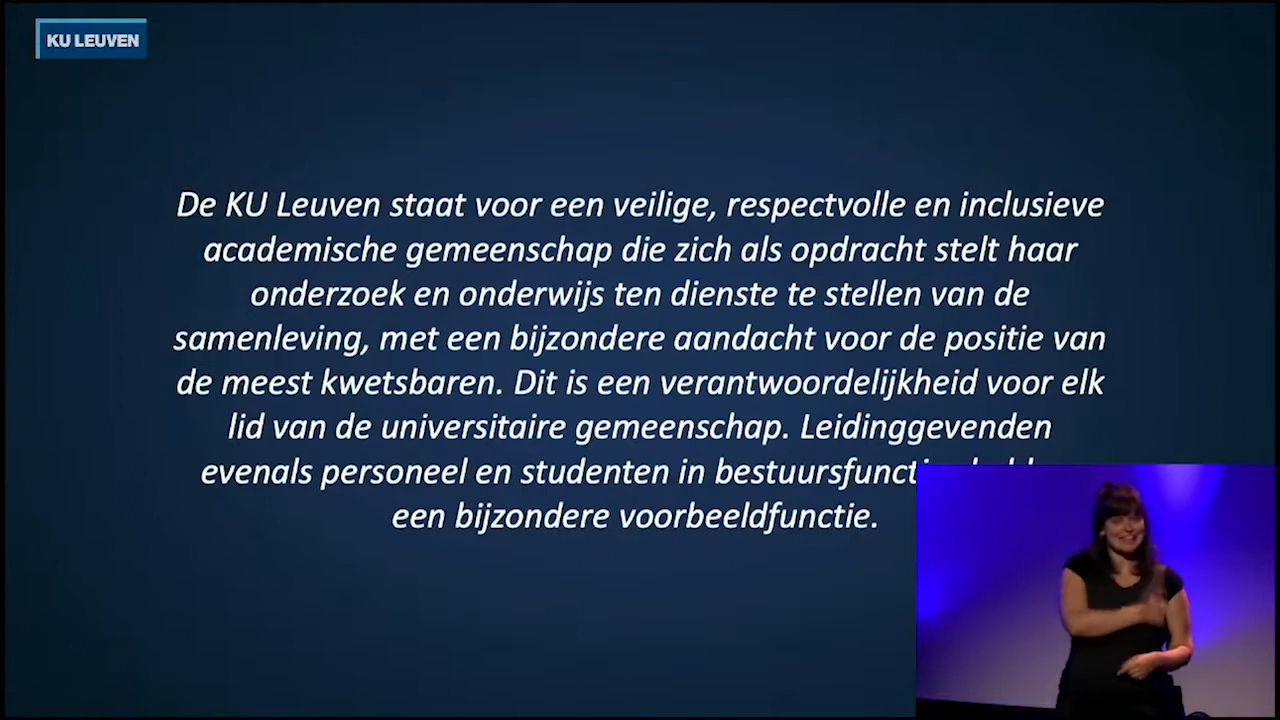 KU LEUVEN
De KU Leuven staat voor een veilige, respectvolle en inclusieve
academische gemeenschap die zich als opdracht stelt haar
onderzoek en onderwijs ten dienste te stellen van de
samenleving, met een bijzondere aandacht voor de positie van
de meest kwetsbaren. Dit is een verantwoordelijkheid voor elk
lid van de universitaire gemeenschap. Leidinggevenden
evenals personeel en studenten in
een bijzondere voorbeeldfunctie.